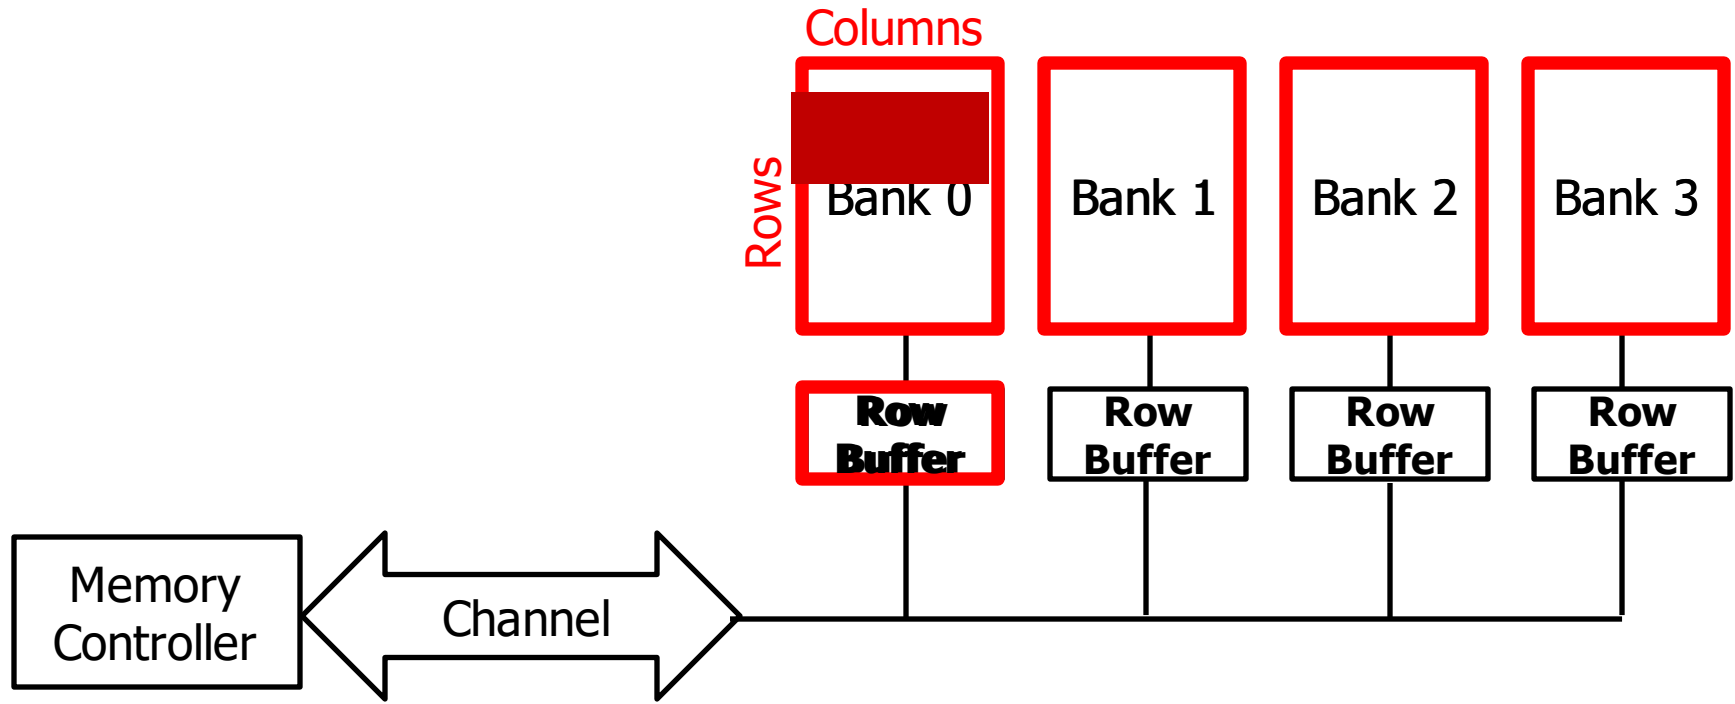 Columns
Rows
Bank 0
Bank 1
Bank 2
Bank 3
Row
Buffer
Row
Buffer
Row
Buffer
Row
Buffer
Memory
Controller
Channel